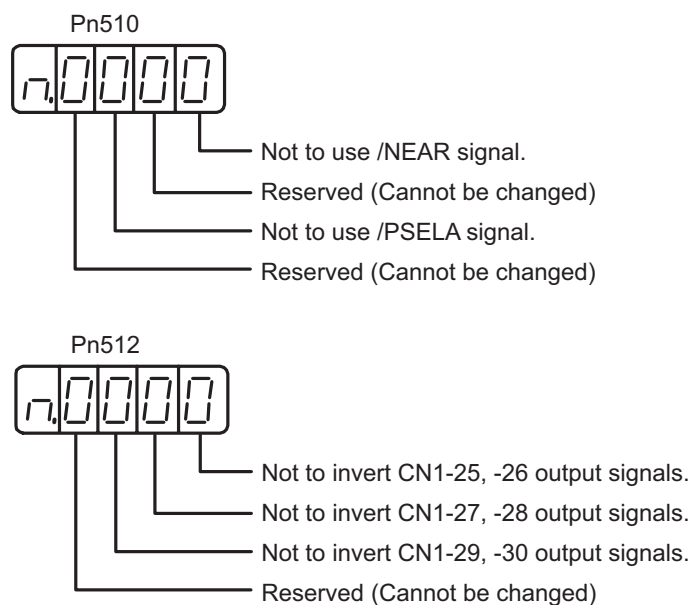 Pn510
n.0000
Not to use /NEAR signal.
Reserved (Cannot be changed)
Not to use /PSELA signal.
Reserved (Cannot be changed)
Pn512
n.0000
Not to invert CN1-25, -26 output signals.
Not to invert CN1-27, -28 output signals.
Not to invert CN1-29, -30 output signals.
Reserved (Cannot be changed)